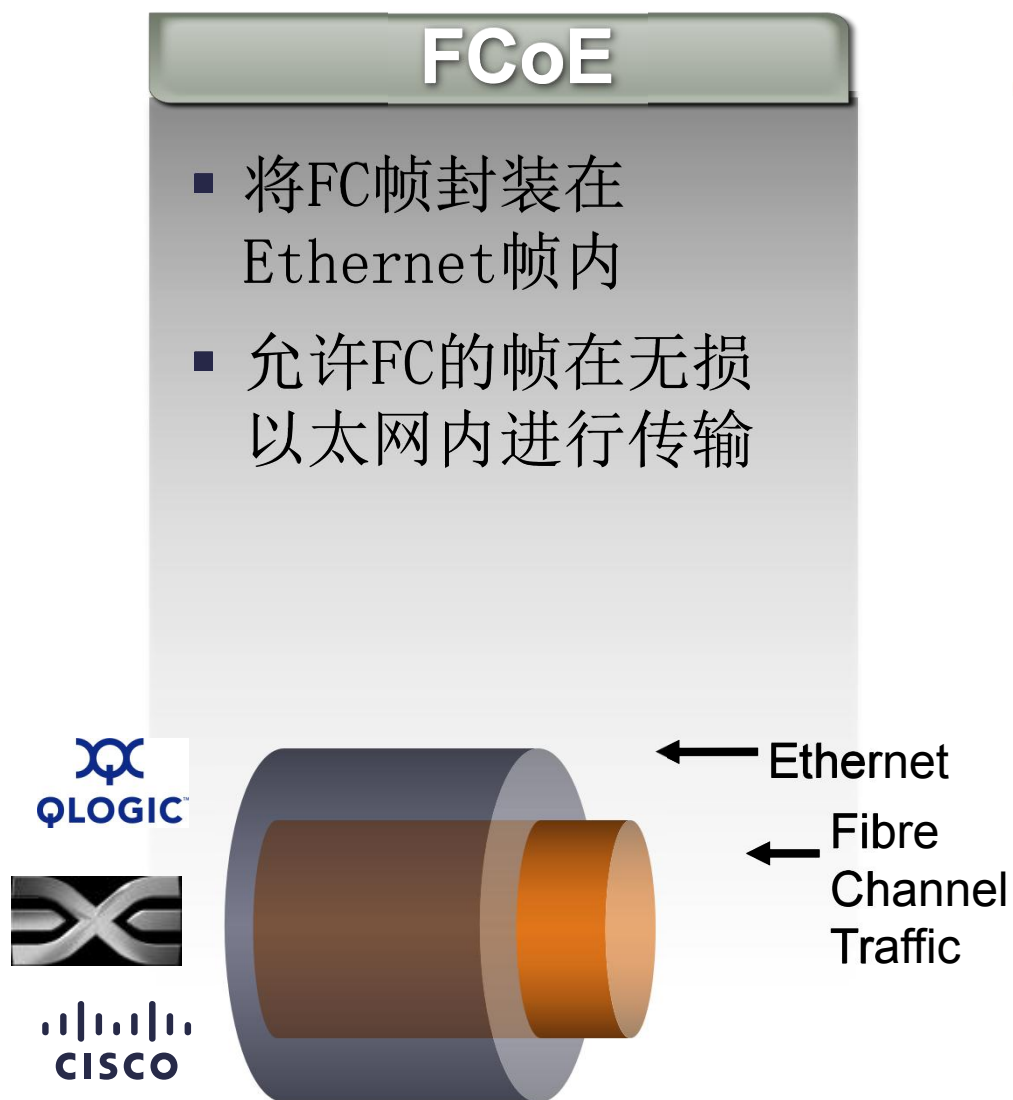 FCoE
将FC帧封装在
Ethernet帧内
允许FC的帧在无损
以太网内进行传输
Ethernet
Fibre
Channel
Traffic
QLOGIC™
CISCO